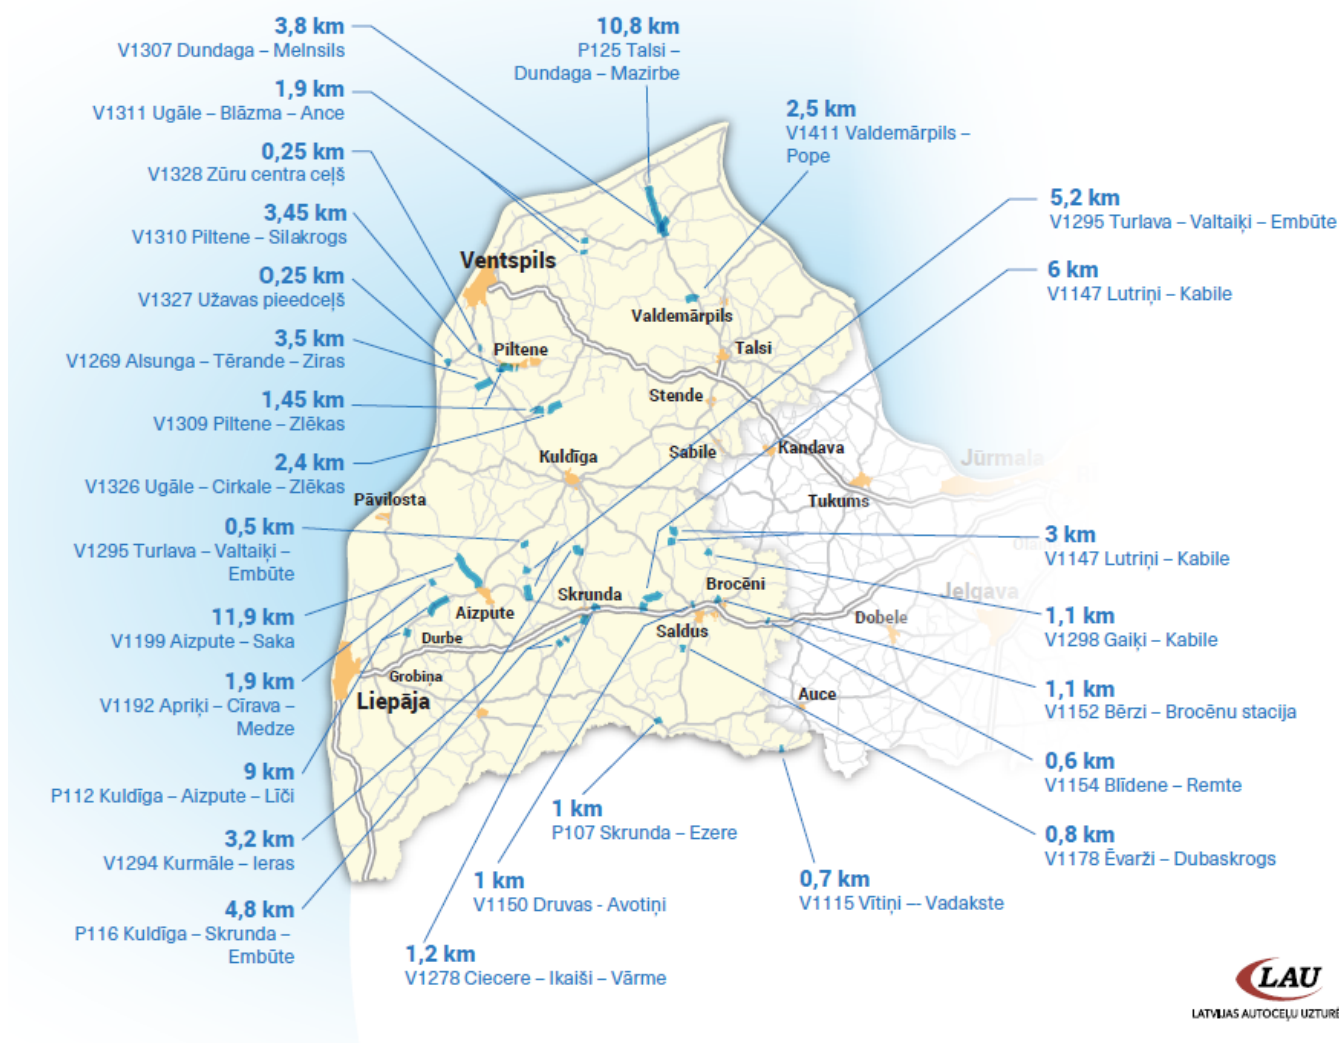 3,8 km
V1307 Dundaga – Melnsils
1,9 km
V1311 Ugāle – Blāzma – Ance
0,25 km
V1328 Zūru centra ceļš
3,45 km
V1310 Piltene – Silakrogs
O,25 km
V1327 Užavas pieedceļš
3,5 km
V1269 Alsunga – Tērande – Ziras
1,45 km
V1309 Piltene – Zlēkas
2,4 km
V1326 Ugāle – Cirkale – Zlēkas
0,5 km
V1295 Turlava – Valtaiķi –
Embūte
11,9 km
V1199 Aizpute – Saka
1,9 km
V1192 Apriķi – Cīrava –
Medze
9 km
P112 Kuldīga – Aizpute – Līči
3,2 km
V1294 Kurmāle – Ieras
4,8 km
P116 Kuldīga – Skrunda –
Embūte
10,8 km
P125 Talsi –
Dundaga – Mazirbe
2,5 km
V1411 Valdemārpils –
Pope
5,2 km
V1295 Turlava – Valtaiķi – Embūte
6 km
V1147 Lutriņi – Kabile
3 km
V1147 Lutriņi – Kabile
1,1 km
V1298 Gaiķi – Kabile
1,1 km
V1152 Bērzi – Brocēnu stacija
0,6 km
V1154 Blīdene – Remte
0,8 km
V1178 Ēvarži – Dubaskrogs
1 km
P107 Skrunda – Ezere
1 km
V1150 Druvas - Avotiņi
0,7 km
V1115 Vītiņi –- Vadakste
1,2 km
V1278 Ciecere – Ikaiši – Vārme
Ventspils
Valdemārpils
Piltene
Talsi
Stende
Kuldīga
Sabile
Kandava
Jūrmala
Tukums
Pāvilosta
Brocēni
Skrunda
Aizpute
Saldus
Durbe
Dobele
Jelgava
Grobiņa
Liepāja
Auce
LAU
LATVIJAS AUTOCEĻU UZTURĒ